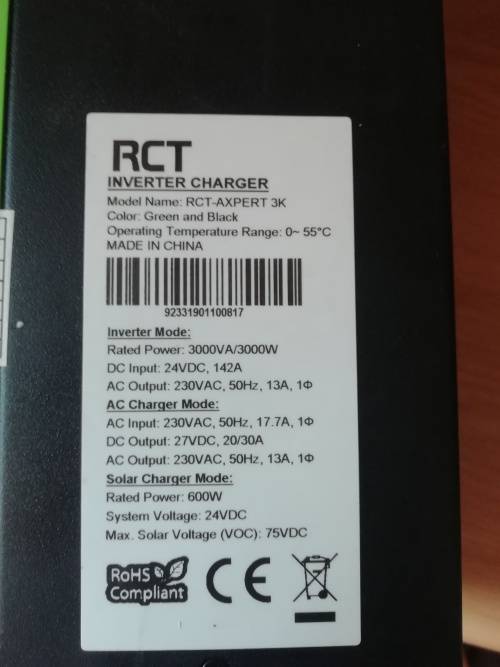 RCT
INVERTER CHARGER
Model Name: RCT-AXPERT 3K
Color: Green and Black
Operating Temperature Range: 0~ 55°C
MADE IN CHINA
92331901100817
Inverter Mode:
Rated Power: 3000VA/3000W
DC Input: 24VDC, 142A
AC Output: 230VAC, 50Hz, 13A, 1Φ
AC Charger Mode:
AC Input: 230VAC, 50Hz, 17.7A, 1Φ
DC Output: 27VDC, 20/30A
AC Output: 230VAC, 50Hz, 13A, 1Φ
Solar Charger Mode:
Rated Power: 600W
System Voltage: 24VDC
Max. Solar Voltage (VOC): 75VDC
RoHS
Compliant
CE